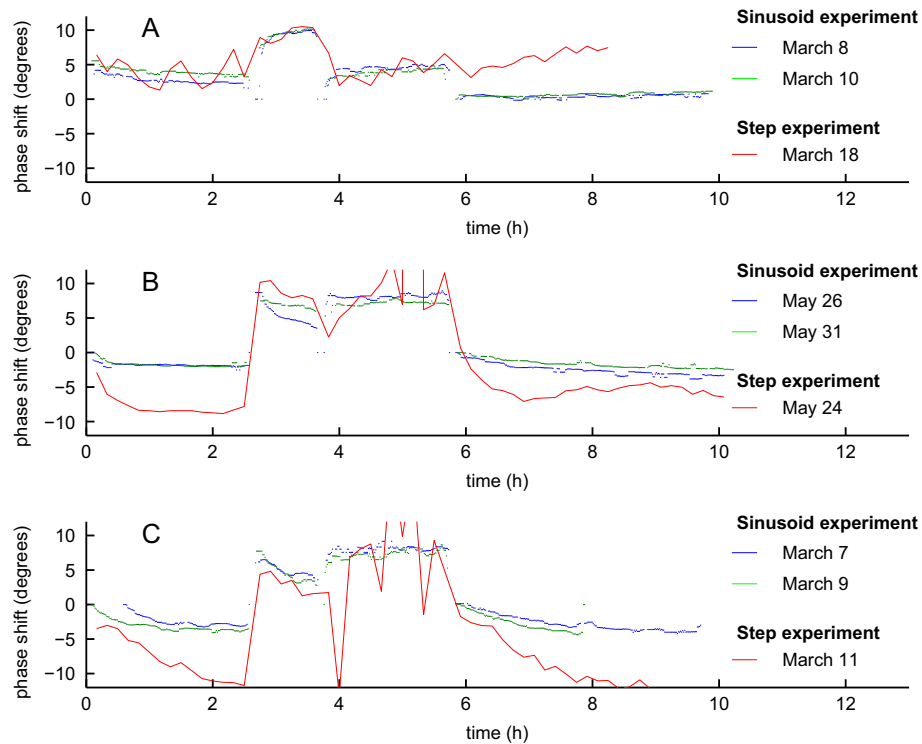 A
phase shift (degrees)
10
5
0
−5
−10
0
2
4
6
8
10
12
time (h)
Sinusoid experiment
March 8
March 10
Step experiment
March 18
B
phase shift (degrees)
10
5
0
−5
−10
0
2
4
6
8
10
12
time (h)
Sinusoid experiment
May 26
May 31
Step experiment
May 24
C
phase shift (degrees)
10
5
0
−5
−10
0
2
4
6
8
10
12
time (h)
Sinusoid experiment
March 7
March 9
Step experiment
March 11